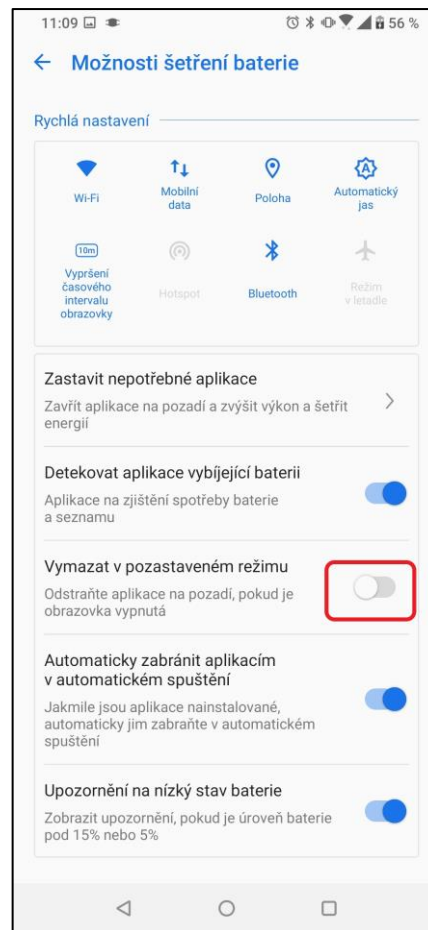 11:09 56 %
Možnosti šetření baterie
Rychlá nastavení
Wi-Fi
Mobilní
data
Poloha
Automatický
jas
10m
Vypršení
časového
intervalu
obrazovky
Hotspot
Bluetooth
Režim
v letadle
Zastavit nepotřebné aplikace
Zavřít aplikace na pozadí a zvýšit výkon a šetřit
energií
Detekovat aplikace vybíjející baterii
Aplikace na zjištění spotřeby baterie
a seznamu
Vymazat v pozastaveném režimu
Odstraňte aplikace na pozadí, pokud je
obrazovka vypnutá
Automaticky zabránit aplikacím
v automatickém spuštění
Jakmile jsou aplikace nainstalované,
automaticky jim zabraňte v automatickém
spuštění
Upozornění na nízký stav baterie
Zobrazit upozornění, pokud je úroveň baterie
pod 15% nebo 5%